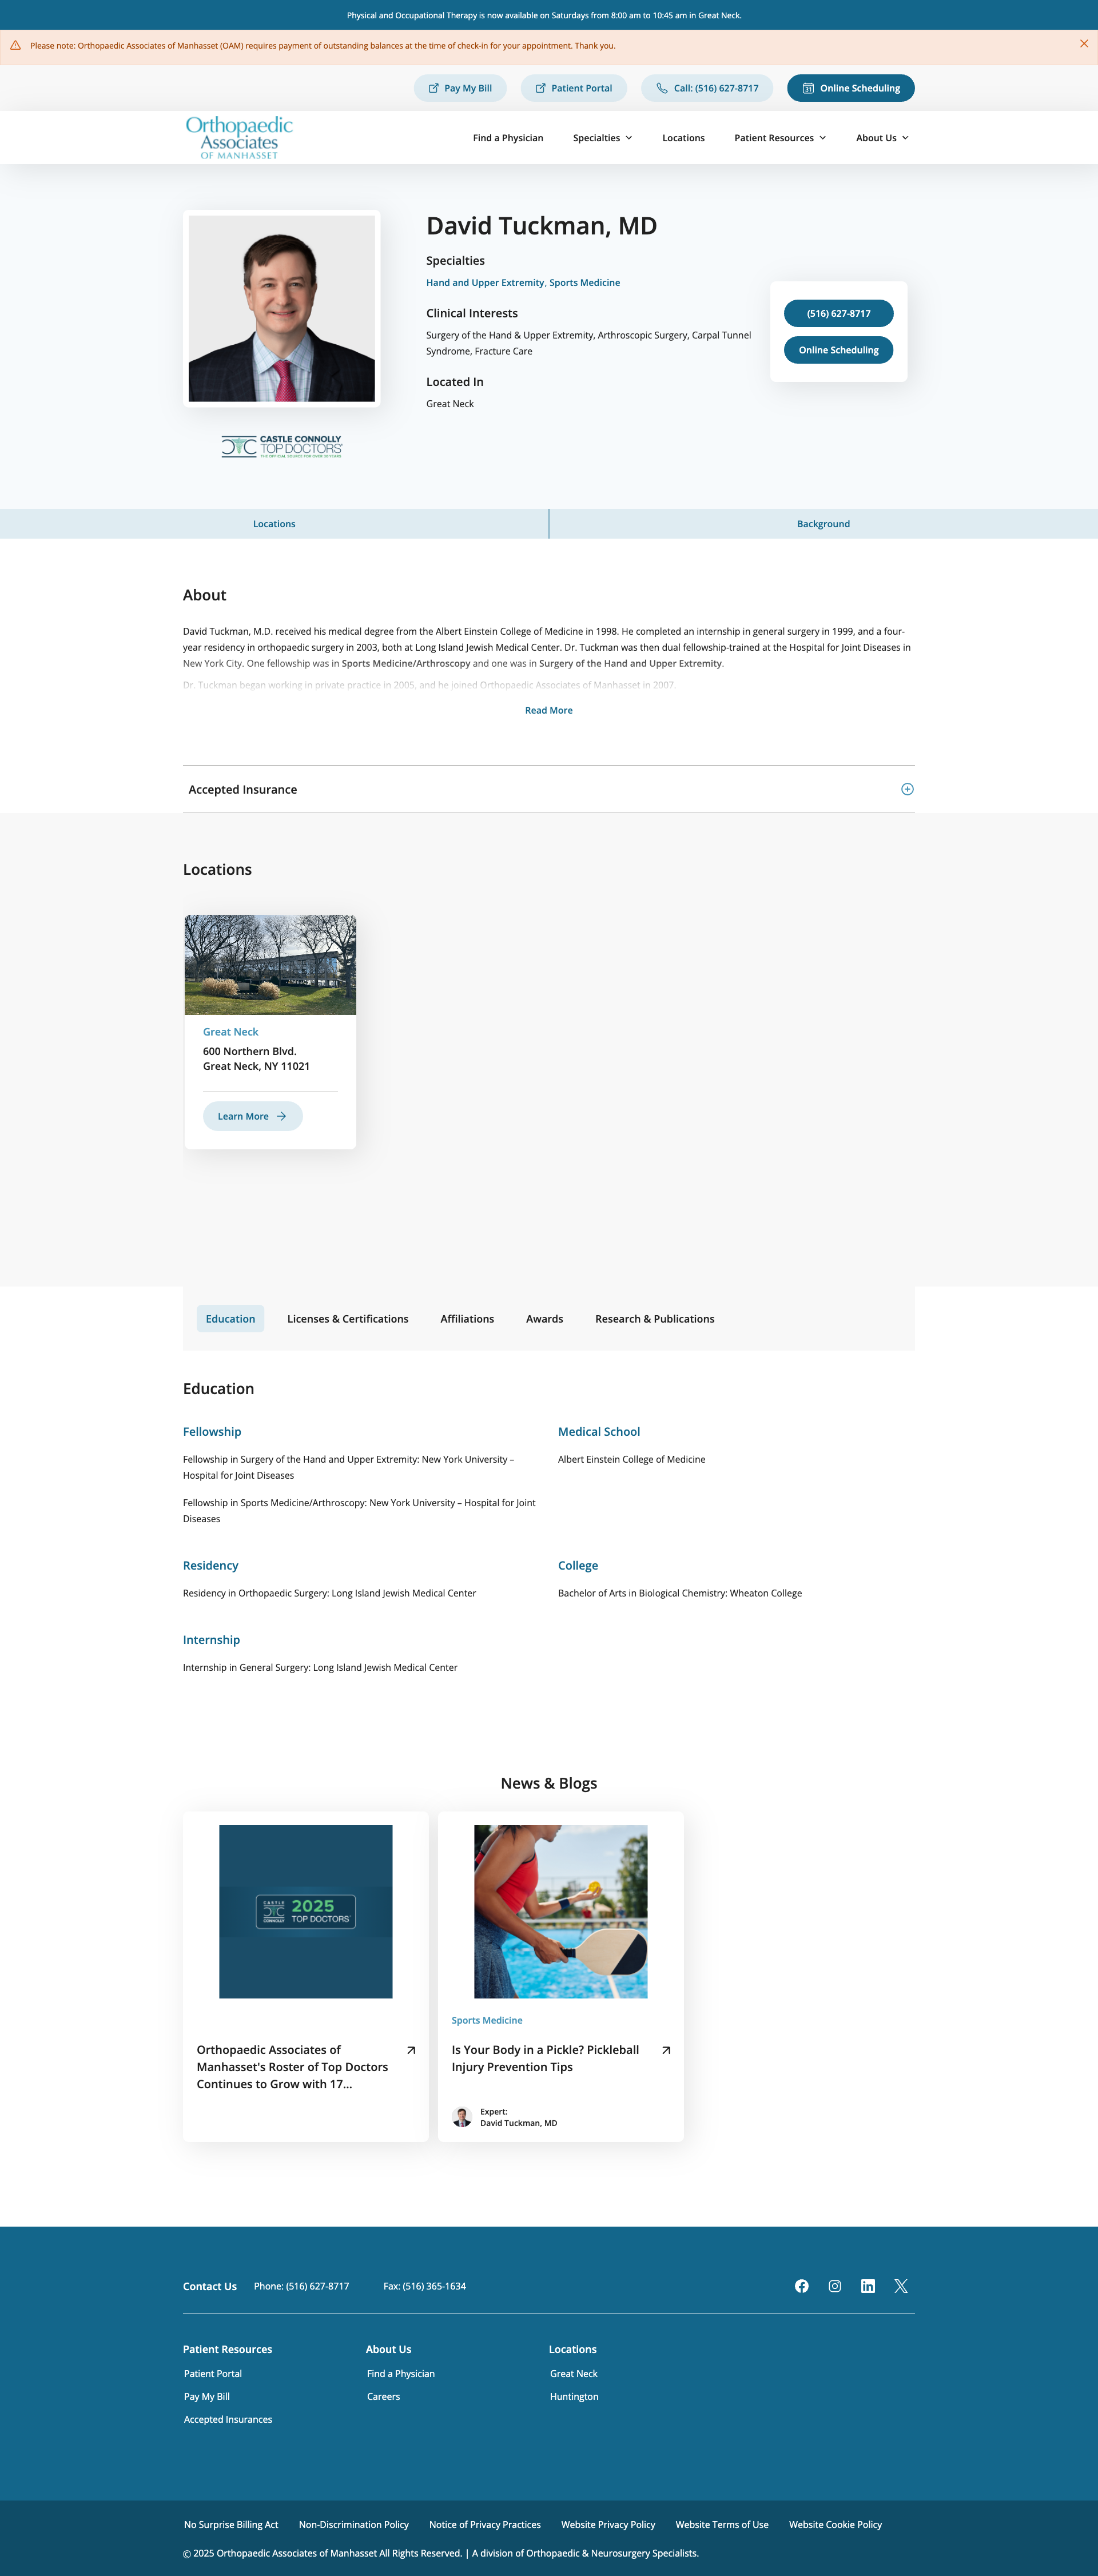 Physical and Occupational Therapy is now available on Saturdays from 8:00 am to 10:45 am in Great Neck.
Please note: Orthopaedic Associates of Manhasset (OAM) requires payment of outstanding balances at the time of check-in for your appointment. Thank you.
Pay My Bill
Patient Portal
Call: (516) 627-8717
Online Scheduling
Orthopaedic
Associates
OF MANHASSET
Find a Physician
Specialties
Locations
Patient Resources
About Us
David Tuckman, MD
Specialties
Hand and Upper Extremity, Sports Medicine
Clinical Interests
Surgery of the Hand & Upper Extremity, Arthroscopic Surgery, Carpal Tunnel
Syndrome, Fracture Care
Located In
Great Neck
(516) 627-8717
Online Scheduling
CASTLE CONNOLLY
TOP DOCTORS
THE OFFICIAL SOURCE FOR OVER 30 YEARS
Locations
Background
About
David Tuckman, M.D. received his medical degree from the Albert Einstein College of Medicine in 1998. He completed an internship in general surgery in 1999, and a four-
year residency in orthopaedic surgery in 2003, both at Long Island Jewish Medical Center. Dr. Tuckman was then dual fellowship-trained at the Hospital for Joint Diseases in
New York City. One fellowship was in Sports Medicine/Arthroscopy and one was in Surgery of the Hand and Upper Extremity.
Dr. Tuckman began working in private practice in 2005, and he joined Orthopaedic Associates of Manhasset in 2007.
Read More
Accepted Insurance
Locations
Great Neck
600 Northern Blvd.
Great Neck, NY 11021
Learn More
Education
Licenses & Certifications
Affiliations
Awards
Research & Publications
Education
Fellowship
Fellowship in Surgery of the Hand and Upper Extremity: New York University –
Hospital for Joint Diseases
Fellowship in Sports Medicine/Arthroscopy: New York University – Hospital for Joint
Diseases
Medical School
Albert Einstein College of Medicine
Residency
Residency in Orthopaedic Surgery: Long Island Jewish Medical Center
College
Bachelor of Arts in Biological Chemistry: Wheaton College
Internship
Internship in General Surgery: Long Island Jewish Medical Center
News & Blogs
CASTLE
CONNOLLY
2025
TOP DOCTORS
Orthopaedic Associates of
Manhasset's Roster of Top Doctors
Continues to Grow with 17...
Sports Medicine
Is Your Body in a Pickle? Pickleball
Injury Prevention Tips
Expert:
David Tuckman, MD
Contact Us
Phone: (516) 627-8717
Fax: (516) 365-1634
Patient Resources
Patient Portal
Pay My Bill
Accepted Insurances
About Us
Find a Physician
Careers
Locations
Great Neck
Huntington
No Surprise Billing Act
Non-Discrimination Policy
Notice of Privacy Practices
Website Privacy Policy
Website Terms of Use
Website Cookie Policy
© 2025 Orthopaedic Associates of Manhasset All Rights Reserved. | A division of Orthopaedic & Neurosurgery Specialists.